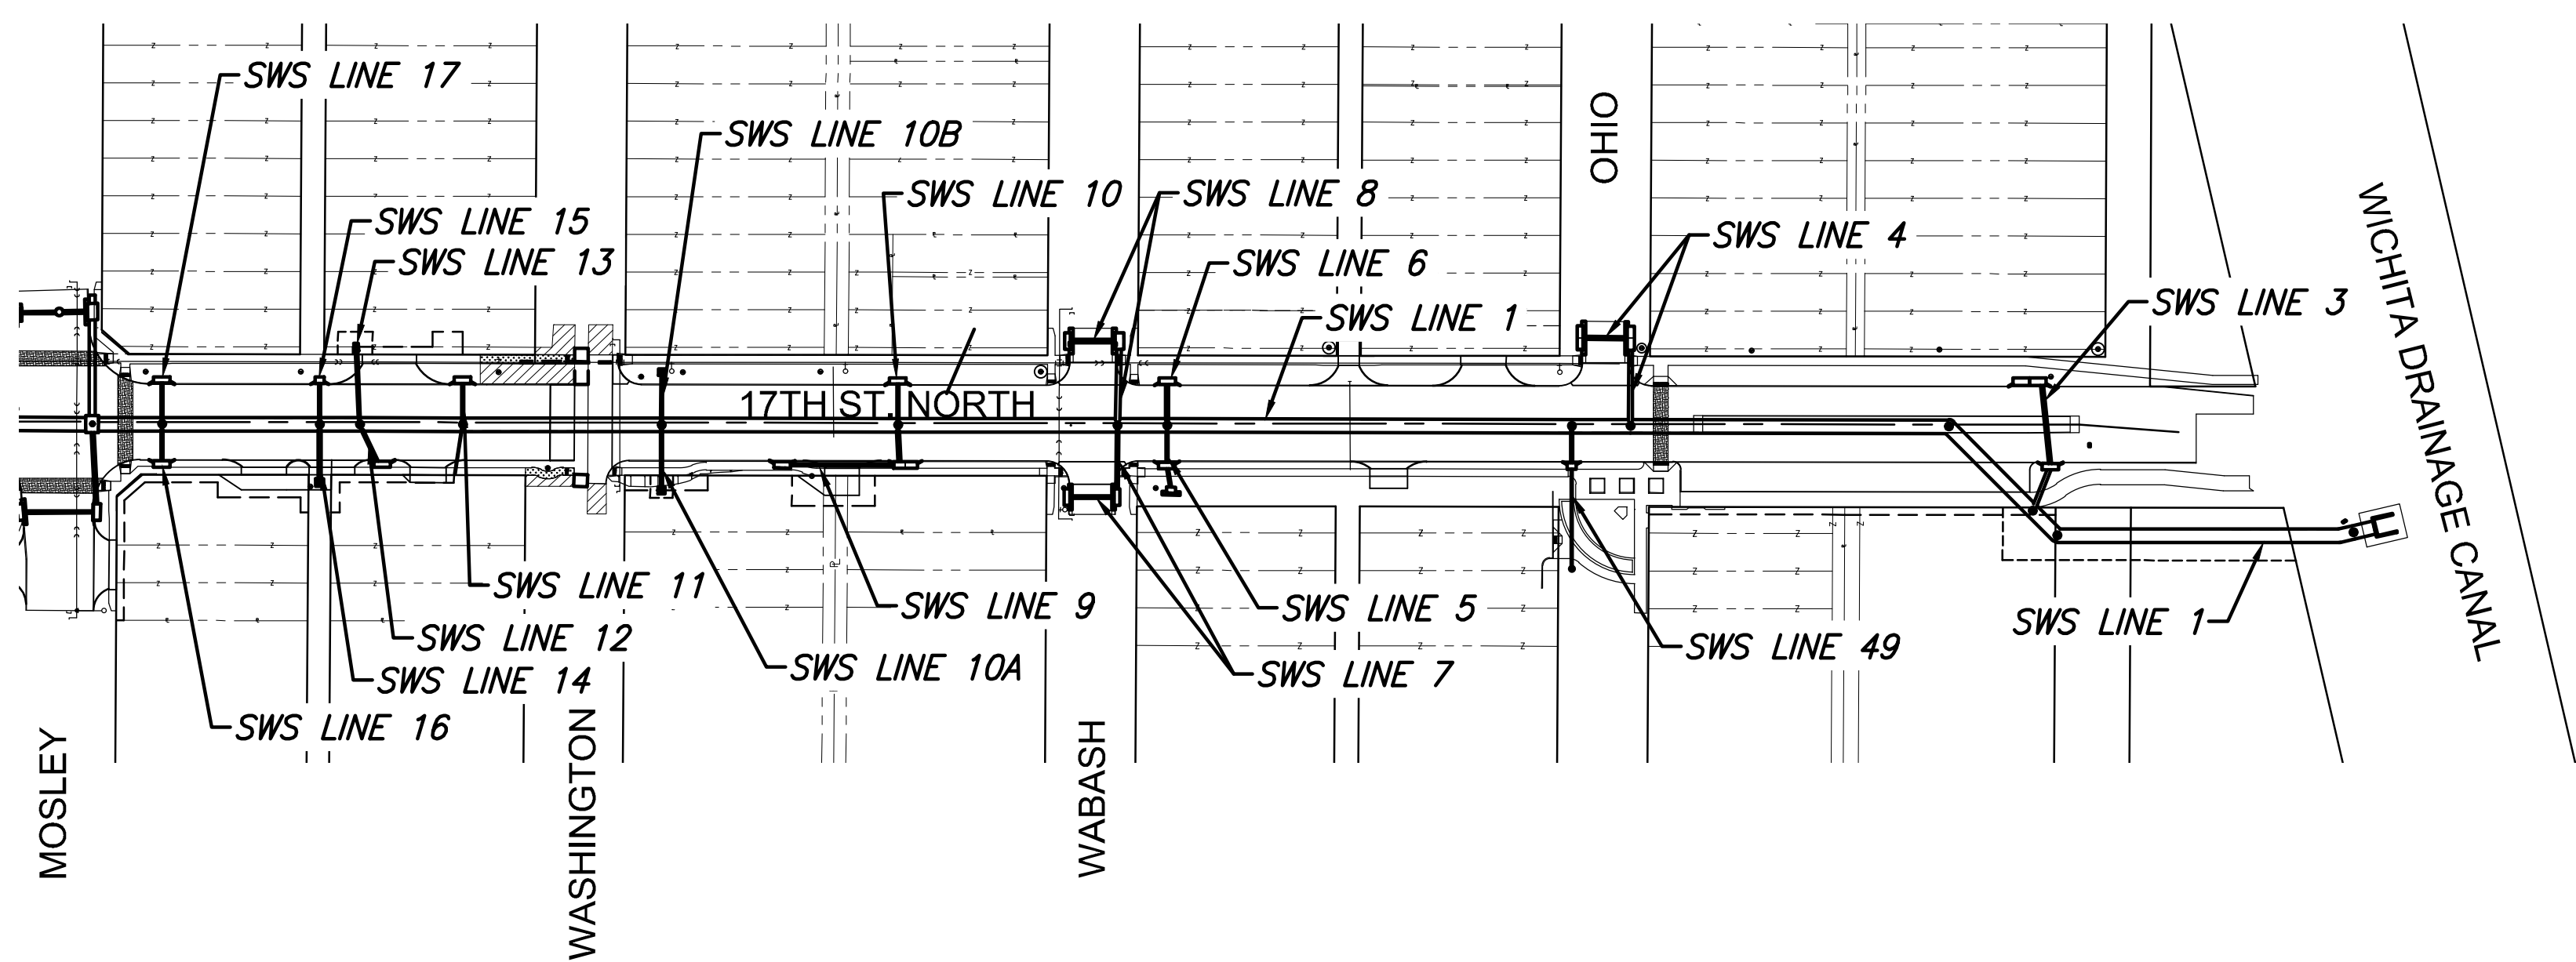 SWS LINE 17
SWS LINE 10B
OHIO
SWS LINE 10
SWS LINE 8
SWS LINE 15
SWS LINE 4
SWS LINE 13
SWS LINE 6
SWS LINE 3
SWS LINE 1
WICHITA DRAINAGE CANAL
17TH ST. NORTH
SWS LINE 11
SWS LINE 9
SWS LINE 5
SWS LINE 1
SWS LINE 12
SWS LINE 49
SWS LINE 10A
SWS LINE 7
SWS LINE 14
SWS LINE 16
MOSLEY
WASHINGTON
WABASH